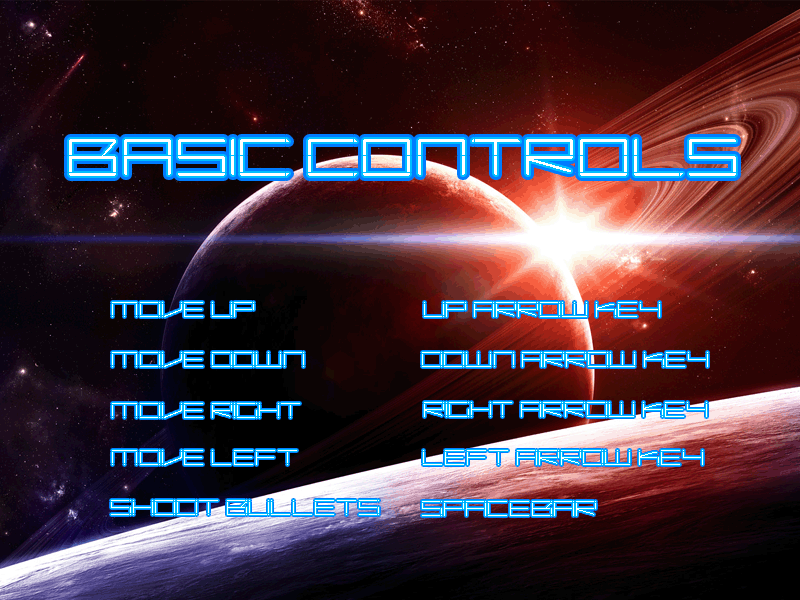 BASIC CONTROLS
MOVE UP UP ARROW KEY
MOVE DOWN DOWN ARROW KEY
MOVE RIGHT RIGHT ARROW KEY
MOVE LEFT LEFT ARROW KEY
SHOOT BULLETS SPACEBAR